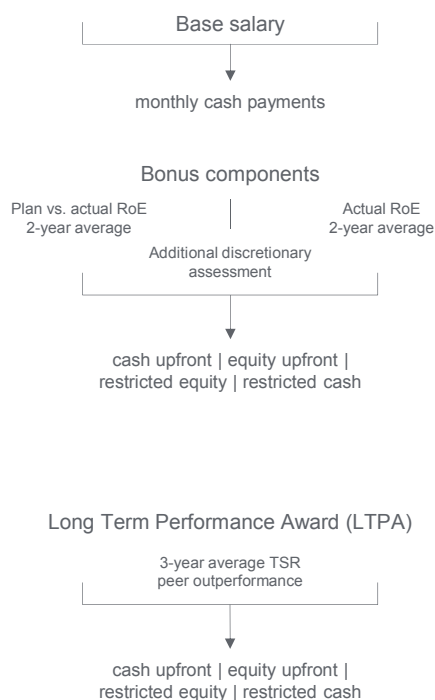 Base salary
monthly cash payments
Bonus components
Plan vs. actual RoE
2-year average
Actual RoE
2-year average
Additional discretionary
assessment
cash upfront | equity upfront |
restricted equity | restricted cash
Long Term Performance Award (LTPA)
3-year average TSR
peer outperformance
cash upfront | equity upfront |
restricted equity | restricted cash